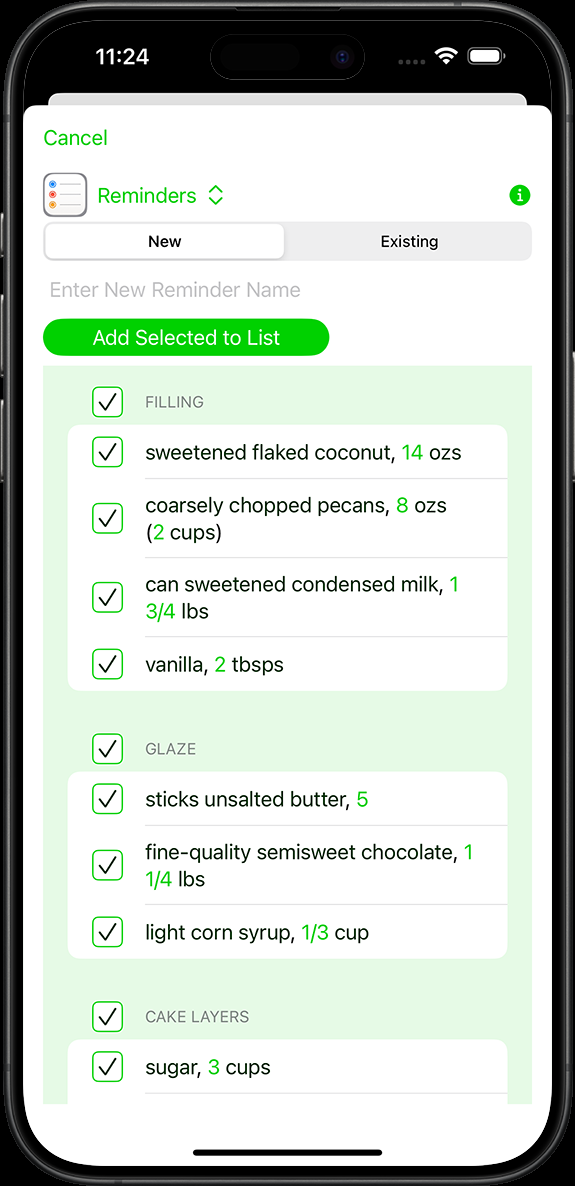 11:24
Cancel
Reminders
New
Existing
Enter New Reminder Name
Add Selected to List
FILLING
sweetened flaked coconut, 14 ozs
coarsely chopped pecans, 8 ozs
(2 cups)
can sweetened condensed milk, 1
3/4 lbs
vanilla, 2 tbsps
GLAZE
sticks unsalted butter, 5
fine-quality semisweet chocolate, 1
1/4 lbs
light corn syrup, 1/3 cup
CAKE LAYERS
sugar, 3 cups